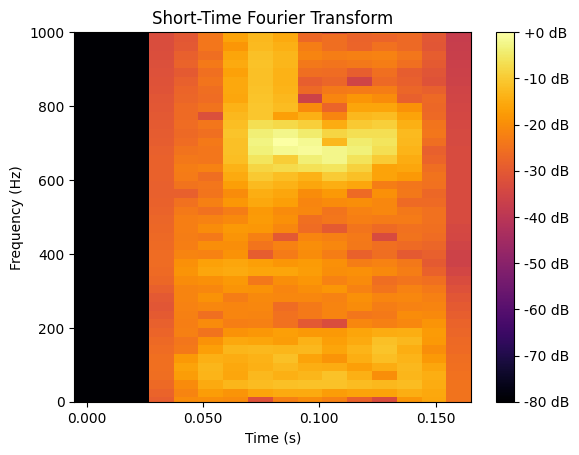 Short-Time Fourier Transform
1000
800
600
400
200
0
Frequency (Hz)
0.000
0.050
0.100
0.150
Time (s)
+0 dB
-10 dB
-20 dB
-30 dB
-40 dB
-50 dB
-60 dB
-70 dB
-80 dB